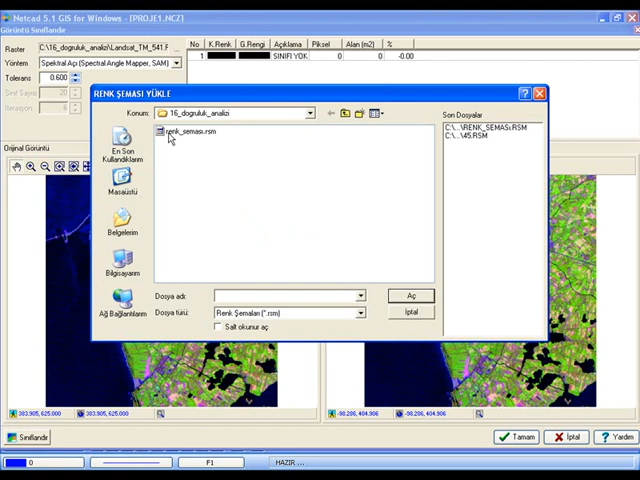 Netcad 5.1 GIS for Windows - [PROJE1.NCZ]
Görüntü Sınıflandır
Raster C:\16_dogruluk_analizi\Landsat_TM_541.F ...
Yöntem Spektral Açı (Spectral Angle Mapper, SAM)
Tolerans 0.600
Sınıf Sayısı 20
Iterasyon 6
No K.Rengi G.Rengi Açıklama Piksel Alan (m2) %
1 SINIFI YOK 0 0 -0.00
RENK ŞEMASI YÜKLE
Konum: 16_dogruluk_analizi
renk_seması.rsm
En Son Kullandıklarım
Masaüstü
Belgelerim
Bilgisayarım
Ağ Bağlantılarım
Dosya adı: Aç
Dosya türü: Renk Şemaları (*.rsm) İptal
Salt okunur aç
Son Dosyalar
C:\...\RENK_SEMASı.RSM
C:\...\45.RSM
Orijinal Görüntü
383.905, 625.000 383.905, 625.000
-98.286, 404.906 -98.286, 404.906
Sınıflandır
Tamam İptal Yardım
0 F1 HAZIR ...